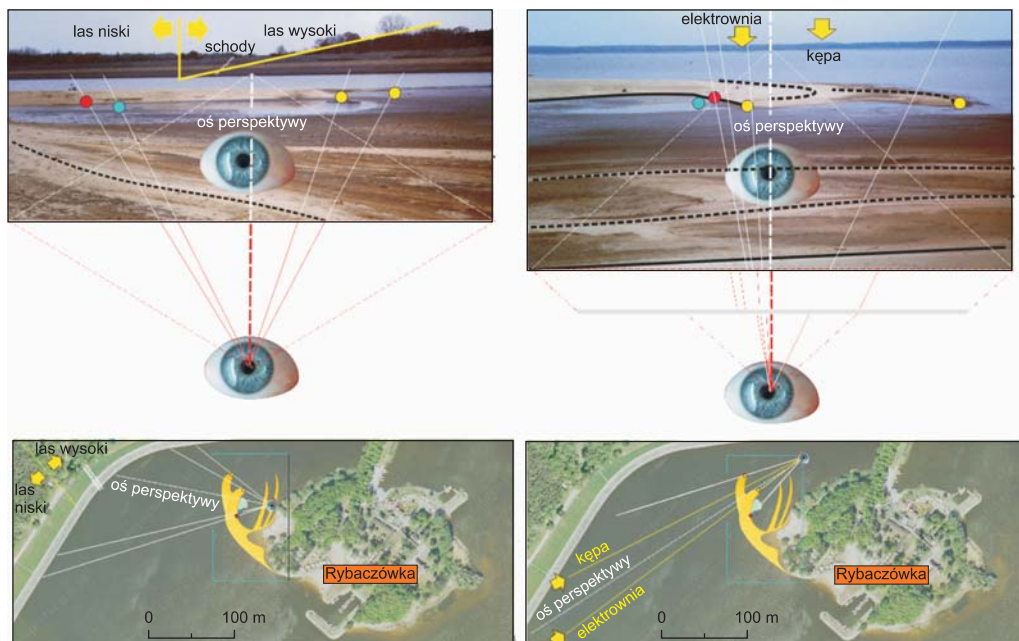 las niski
las wysoki
schody
oś perspektywy
elektrownia
kępa
oś perspektywy
las wysoki
las
niski
oś perspektywy
Rybaczówka
0 100 m
kępa
oś perspektywy
elektrownia
Rybaczówka
0 100 m